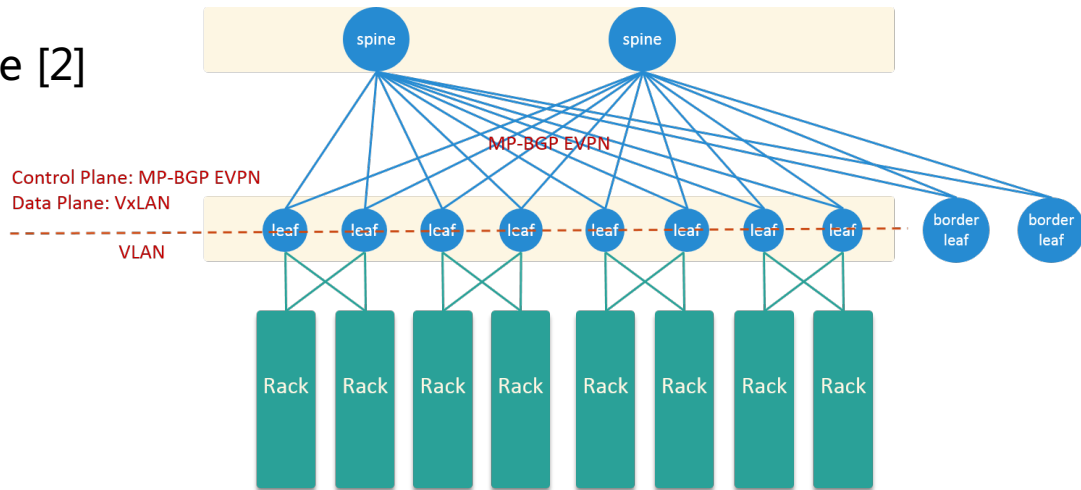 e [2]
spine spine
MP-BGP EVPN
Control Plane: MP-BGP EVPN
Data Plane: VxLAN
leaf leaf leaf leaf leaf leaf leaf leaf
border
leaf
border
leaf
VLAN
Rack Rack Rack Rack Rack Rack Rack Rack